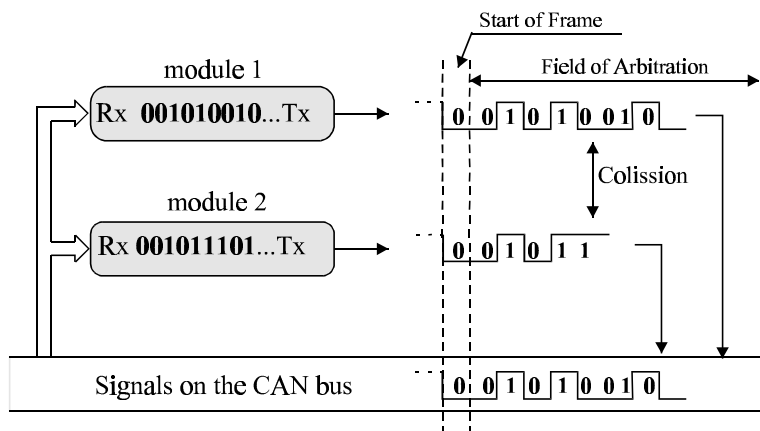 Start of Frame
Field of Arbitration
module 1
Rx 001010010...Tx
0 0 1 0 1 0 0 1 0
Colission
module 2
Rx 001011101...Tx
0 0 1 0 1 1
Signals on the CAN bus
0 0 1 0 1 0 0 1 0